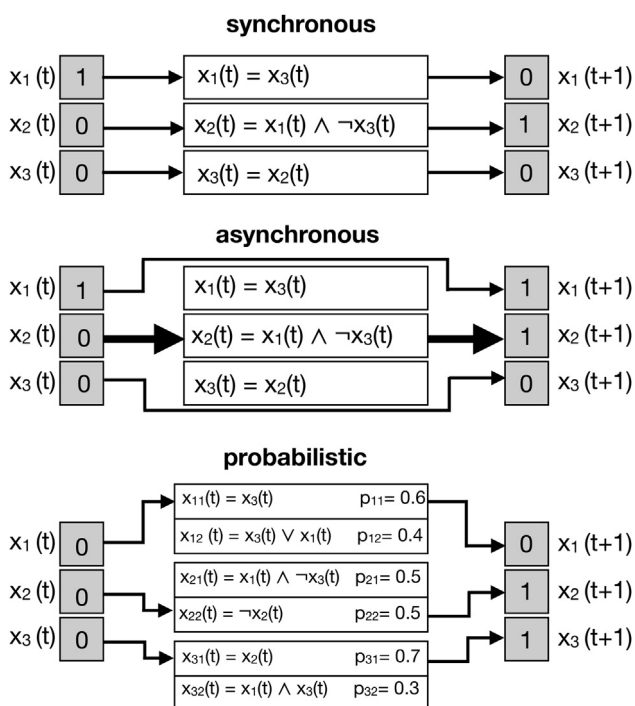 synchronous
x₁(t) 1 x₁(t) = x₃(t) 0 x₁(t+1)
x₂(t) 0 x₂(t) = x₁(t) ∧ ¬x₃(t) 1 x₂(t+1)
x₃(t) 0 x₃(t) = x₂(t) 0 x₃(t+1)
asynchronous
x₁(t) 1 x₁(t) = x₃(t) 1 x₁(t+1)
x₂(t) 0 x₂(t) = x₁(t) ∧ ¬x₃(t) 1 x₂(t+1)
x₃(t) 0 x₃(t) = x₂(t) 0 x₃(t+1)
probabilistic
x₁₁(t) = x₃(t) p₁₁= 0.6
x₁(t) 0 x₁₂ (t) = x₃(t) ∨ x₁(t) p₁₂= 0.4 0 x₁(t+1)
x₂₁(t) = x₁(t) ∧ ¬x₃(t) p₂₁= 0.5
x₂(t) 0 x₂₂(t) = ¬x₂(t) p₂₂= 0.5 1 x₂(t+1)
x₃(t) 0 x₃₁(t) = x₂(t) p₃₁= 0.7 1 x₃(t+1)
x₃₂(t) = x₁(t) ∧ x₃(t) p₃₂= 0.3